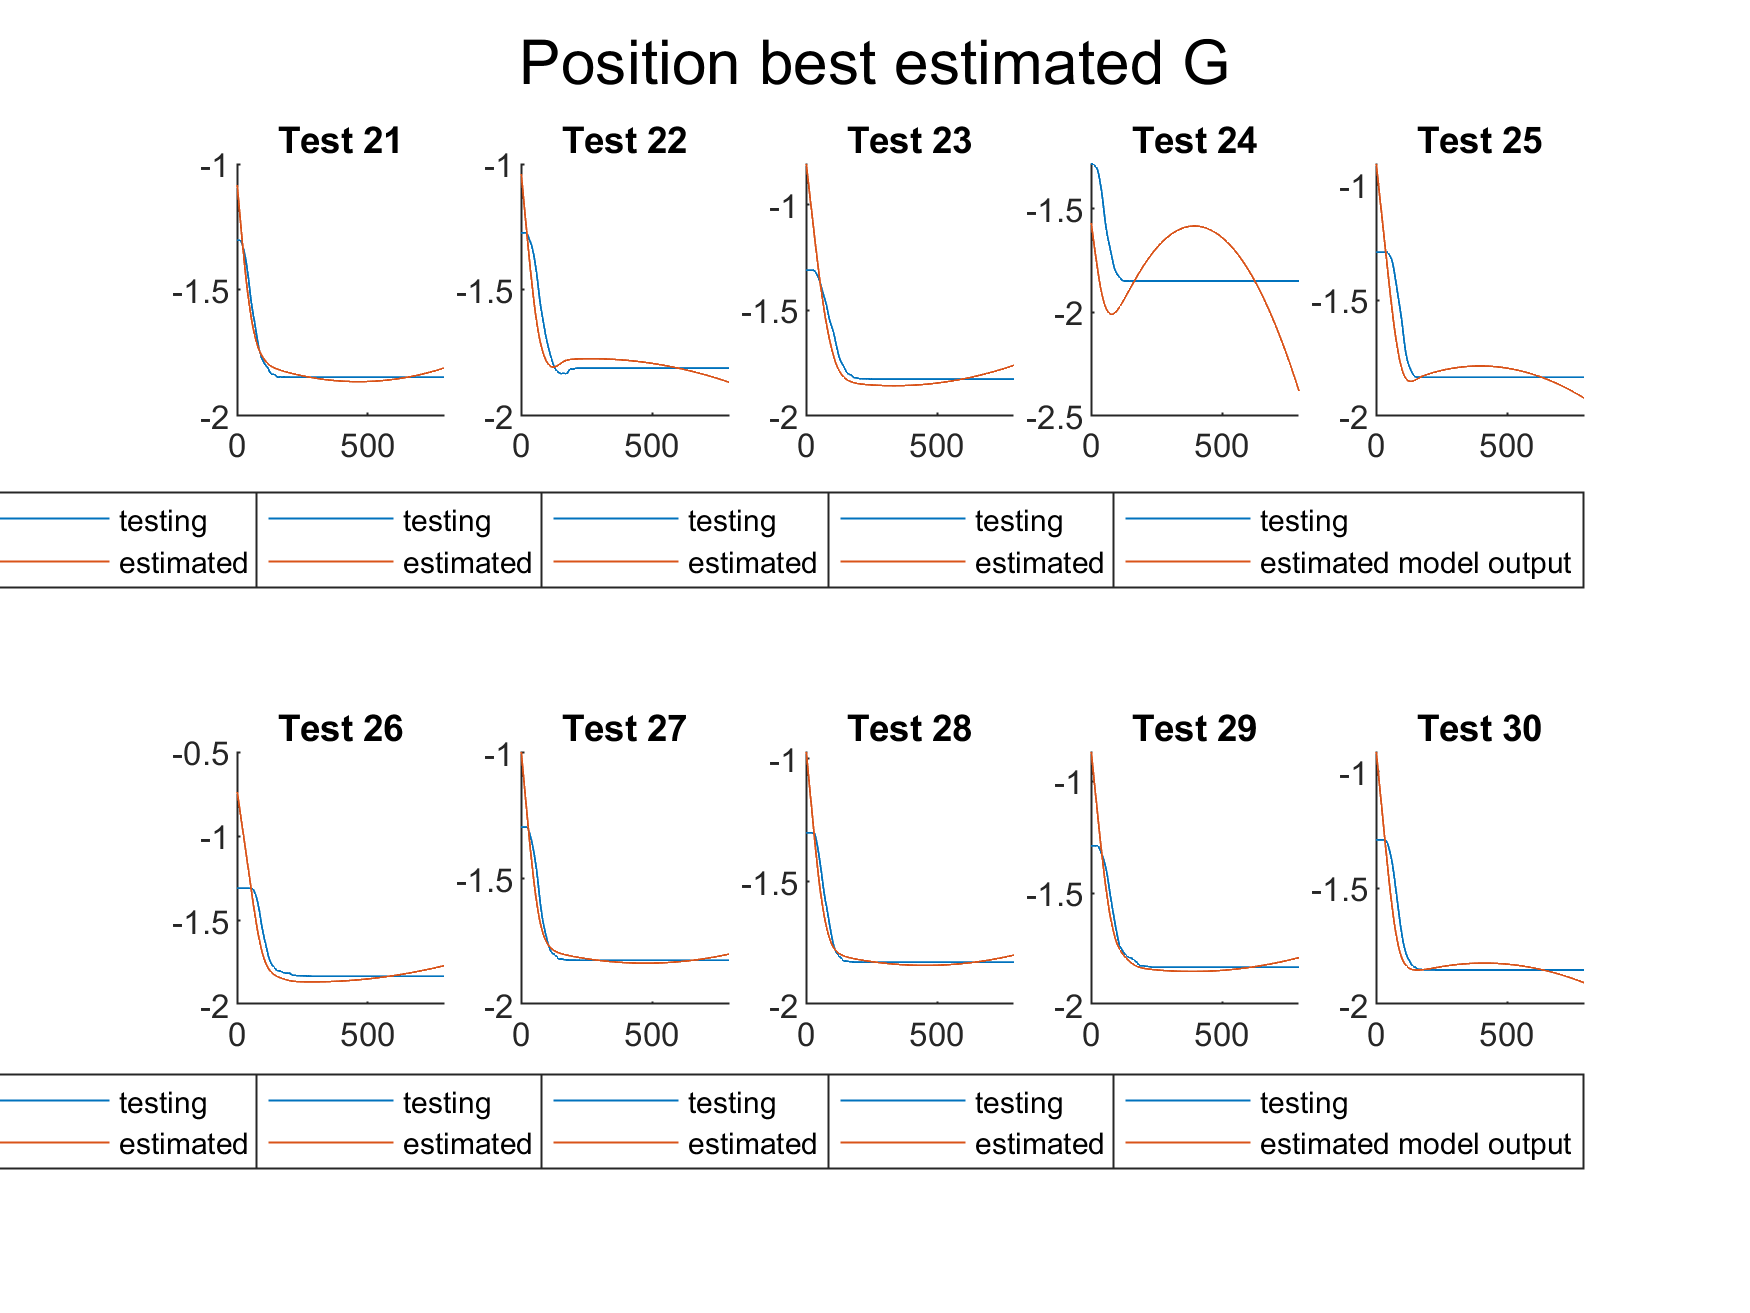 Position best estimated G
Test 21 Test 22 Test 23 Test 24 Test 25
-1 -1.5 -2 0 500
-1 -1.5 -2 0 500
-1 -1.5 -2 0 500
-1.5 -2 -2.5 0 500
-1 -1.5 -2 0 500
testing testing testing testing testing
estimated estimated estimated estimated estimated model output
Test 26 Test 27 Test 28 Test 29 Test 30
-0.5 -1 -1.5 -2 0 500
-1 -1.5 -2 0 500
-1 -1.5 -2 0 500
-1 -1.5 -2 0 500
-1 -1.5 -2 0 500
testing testing testing testing testing
estimated estimated estimated estimated estimated model output